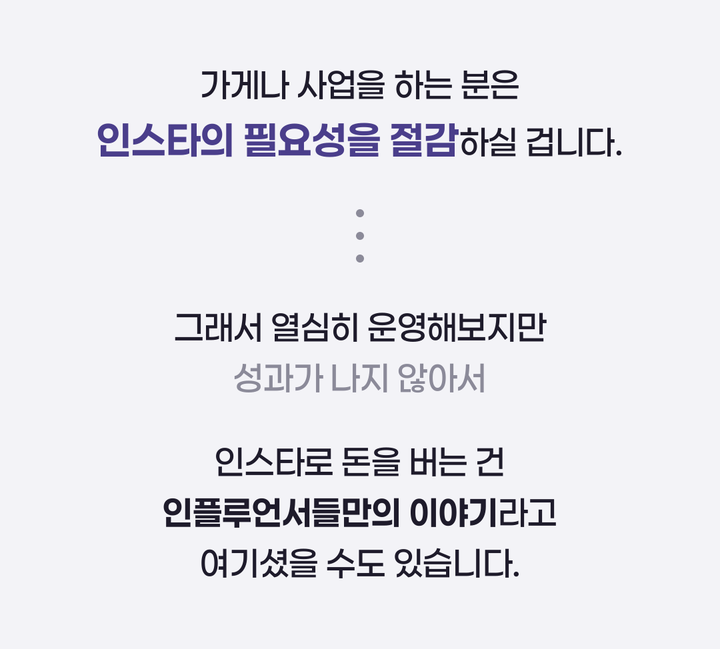 가게나 사업을 하는 분은
인스타의 필요성을 절감하실 겁니다.
그래서 열심히 운영해보지만
성과가 나지 않아서
인스타로 돈을 버는 건
인플루언서들만의 이야기라고
여기셨을 수도 있습니다.